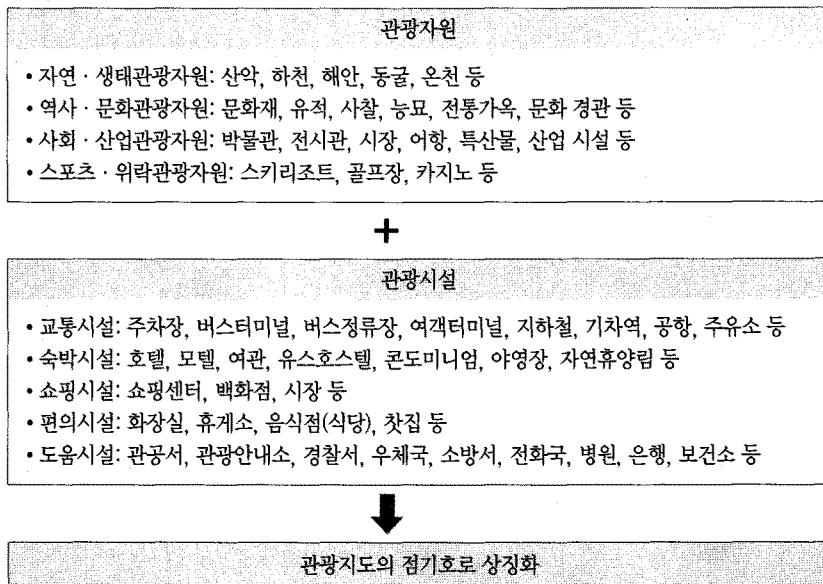 관광자원
• 자연 · 생태관광자원: 산악, 하천, 해안, 동굴, 온천 등
• 역사 · 문화관광자원: 문화재, 유적, 사찰, 능묘, 전통가옥, 문화 경관 등
• 사회 · 산업관광자원: 박물관, 전시관, 시장, 어항, 특산물, 산업 시설 등
• 스포츠 · 위락관광자원: 스키리조트, 골프장, 카지노 등
+
관광시설
• 교통시설: 주차장, 버스터미널, 버스정류장, 여객터미널, 지하철, 기차역, 공항, 주유소 등
• 숙박시설: 호텔, 모텔, 여관, 유스호스텔, 콘도미니엄, 야영장, 자연휴양림 등
• 쇼핑시설: 쇼핑센터, 백화점, 시장 등
• 편의시설: 화장실, 휴게소, 음식점(식당), 찻집 등
• 도움시설: 관공서, 관광안내소, 경찰서, 우체국, 소방서, 전화국, 병원, 은행, 보건소 등
관광지도의 점기호로 상징화